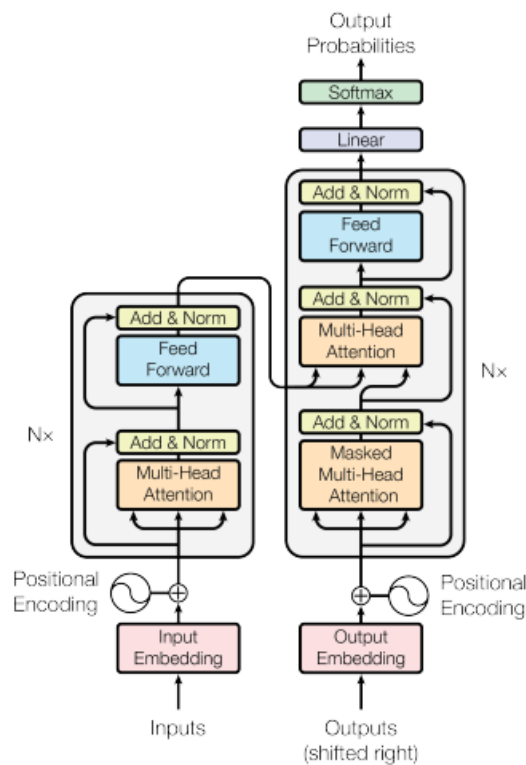 Output
Probabilities
Softmax
Linear
Add & Norm
Feed
Forward
Add & Norm
Multi-Head
Attention
Add & Norm
Masked
Multi-Head
Attention
N×
Add & Norm
Feed
Forward
Add & Norm
Multi-Head
Attention
N×
Positional
Encoding
Positional
Encoding
Input
Embedding
Output
Embedding
Inputs
Outputs
(shifted right)